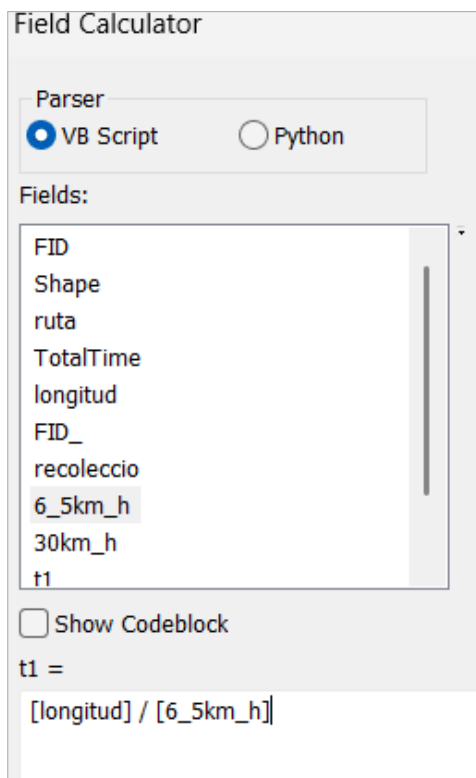 Field Calculator
Parser
VB Script
Python
Fields:
FID
Shape
ruta
TotalTime
longitud
FID_
recoleccio
6_5km_h
30km_h
t1
Show Codeblock
t1 =
[longitud] / [6_5km_h]